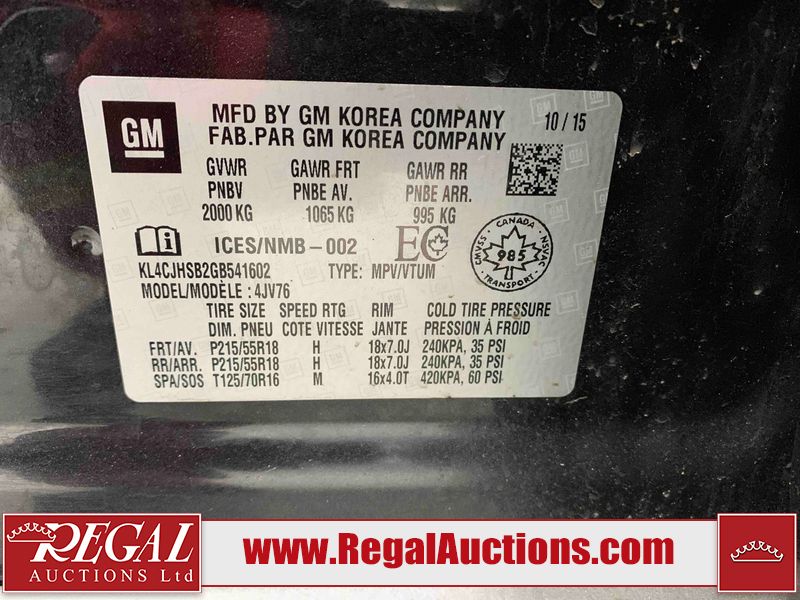 GM
MFD BY GM KOREA COMPANY 10/15
FAB.PAR GM KOREA COMPANY
GVWR GAWR FRT GAWR RR
PNBV PNBE AV. PNBE ARR.
2000 KG 1065 KG 995 KG
ICES/NMB-002 EC
CANADA
CMVSS 985 NSVAC
TRANSPORT
KL4CJHSB2GB541602 TYPE: MPV/VTUM
MODEL/MODÈLE : 4JV76
TIRE SIZE SPEED RTG RIM COLD TIRE PRESSURE
DIM. PNEU COTE VITESSE JANTE PRESSION À FROID
FRT/AV. P215/55R18 H 18x7.0J 240KPA, 35 PSI
RR/ARR. P215/55R18 H 18x7.0J 240KPA, 35 PSI
SPA/SOS T125/70R16 M 16x4.0T 420KPA, 60 PSI
REGAL
AUCTIONS Ltd
www.RegalAuctions.com